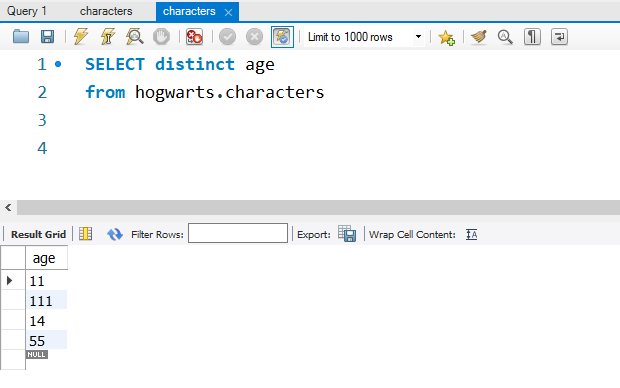 Query 1 characters characters
Limit to 1000 rows
1 SELECT distinct age
2 from hogwarts.characters
3
4
Result Grid Filter Rows: Export: Wrap Cell Content:
age
11
111
14
55
NULL